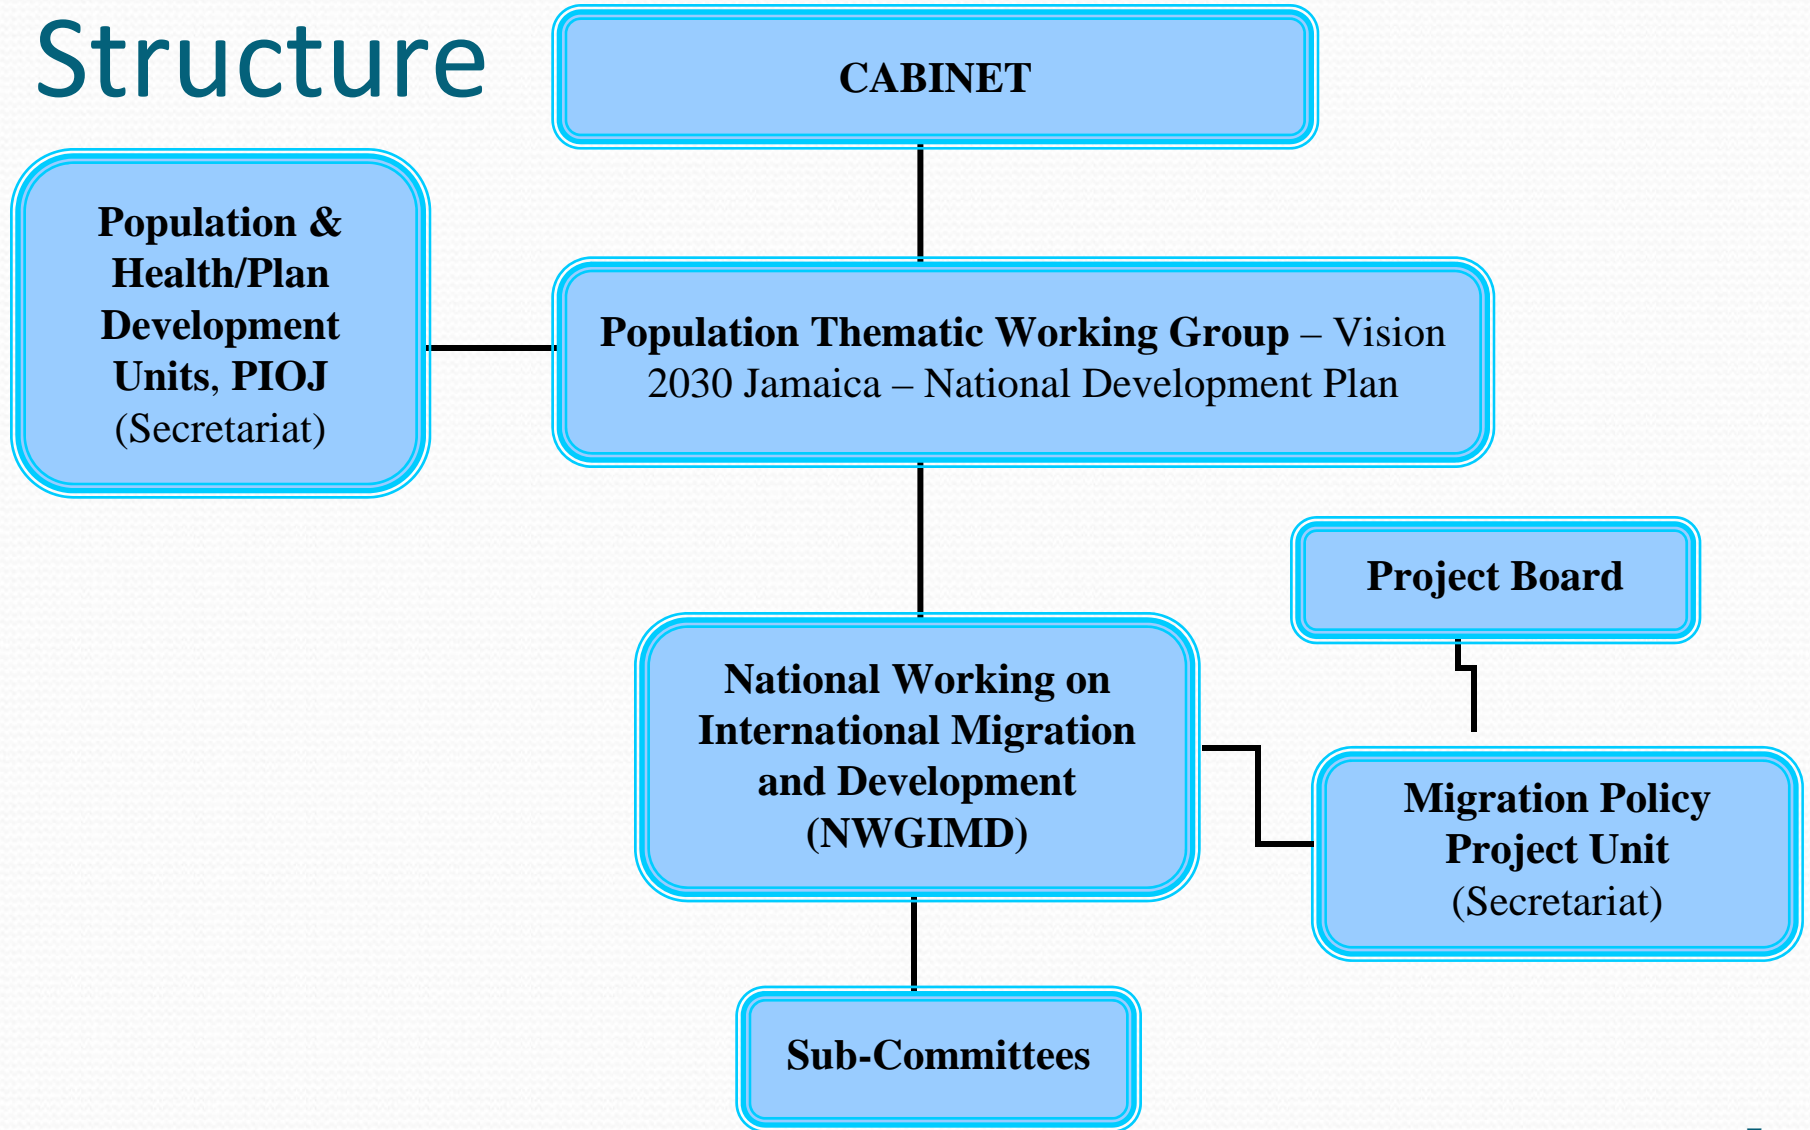 Structure
CABINET
Population &
Health/Plan
Development
Units, PIOJ
(Secretariat)
Population Thematic Working Group – Vision
2030 Jamaica – National Development Plan
Project Board
National Working on
International Migration
and Development
(NWGIMD)
Migration Policy
Project Unit
(Secretariat)
Sub-Committees